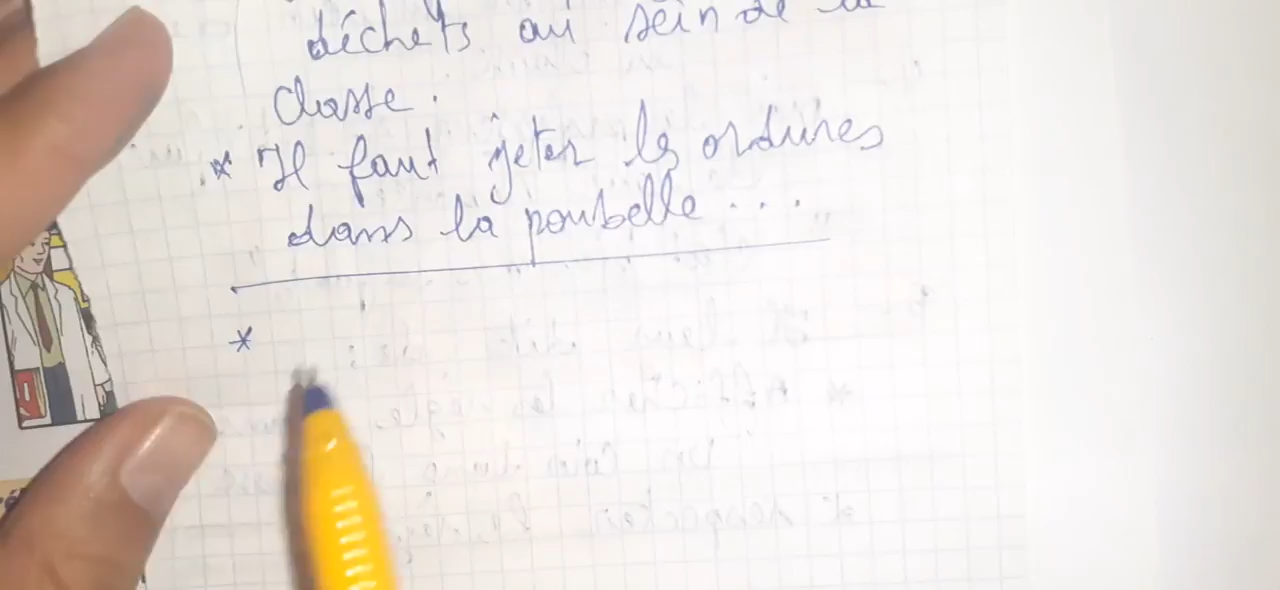 déchets au sein de la
classe.
* Il faut jeter les ordures
dans la poubelle...
*